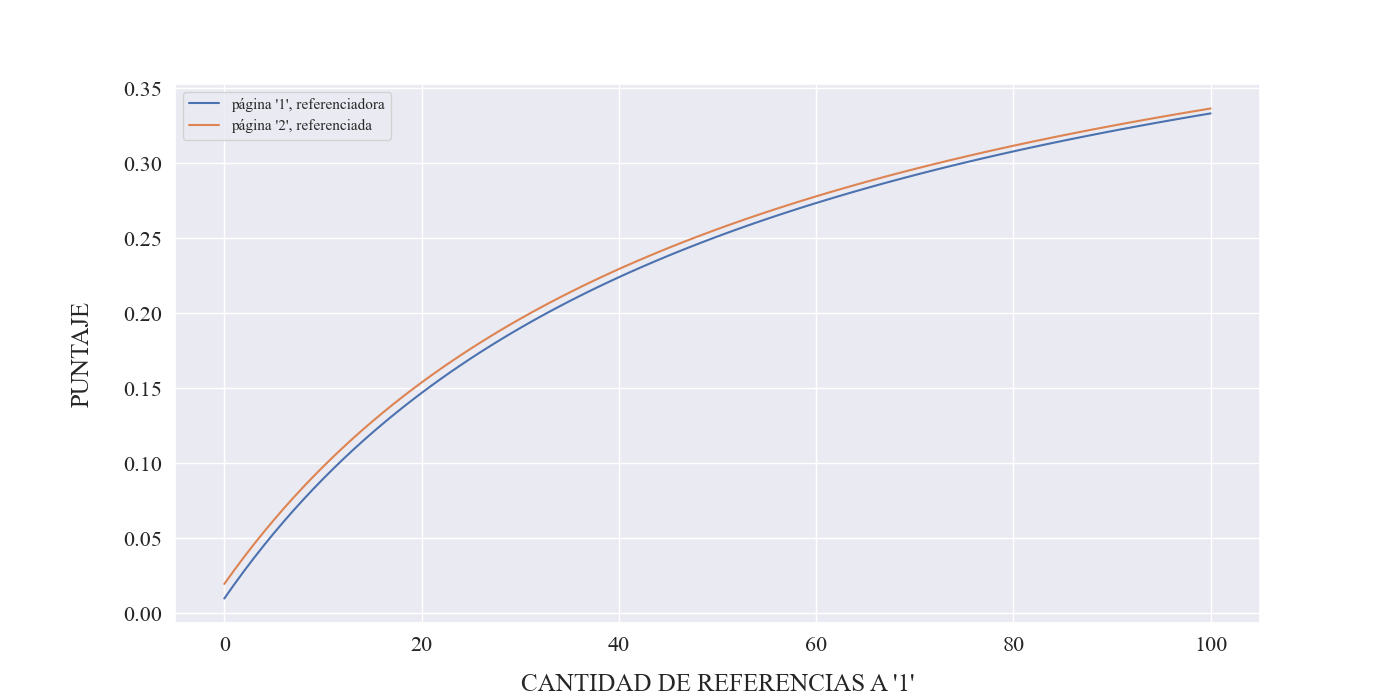 página '1', referenciadora
página '2', referenciada
0.35
0.30
0.25
0.20
0.15
0.10
0.05
0.00
PUNTAJE
0 20 40 60 80 100
CANTIDAD DE REFERENCIAS A '1'